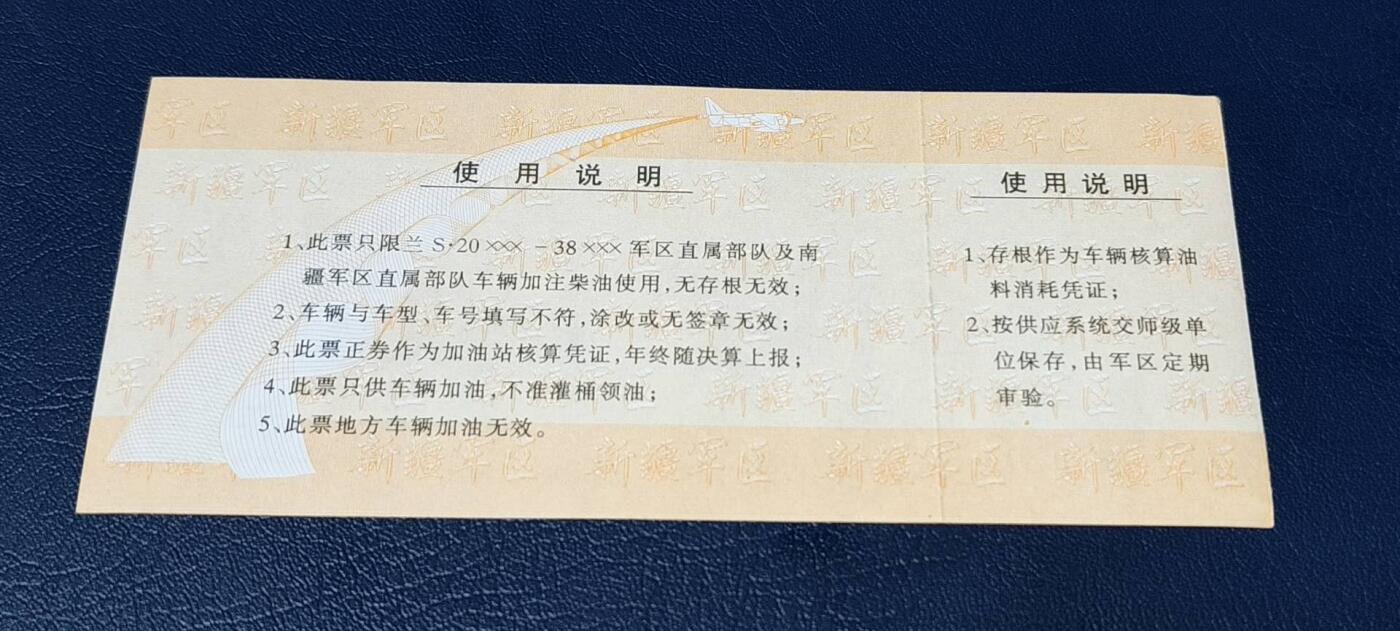 新疆军区
使用说明
1、此票只限兰 S·20××× －38×××军区直属部队及南
疆军区直属部队车辆加注柴油使用,无存根无效;
2、车辆与车型、车号填写不符,涂改或无签章无效;
3、此票正券作为加油站核算凭证,年终随决算上报;
4、此票只供车辆加油,不准灌桶领油;
5、此票地方车辆加油无效。
使用说明
1、存根作为车辆核算油
料消耗凭证;
2、按供应系统交师级单
位保存,由军区定期
审验。